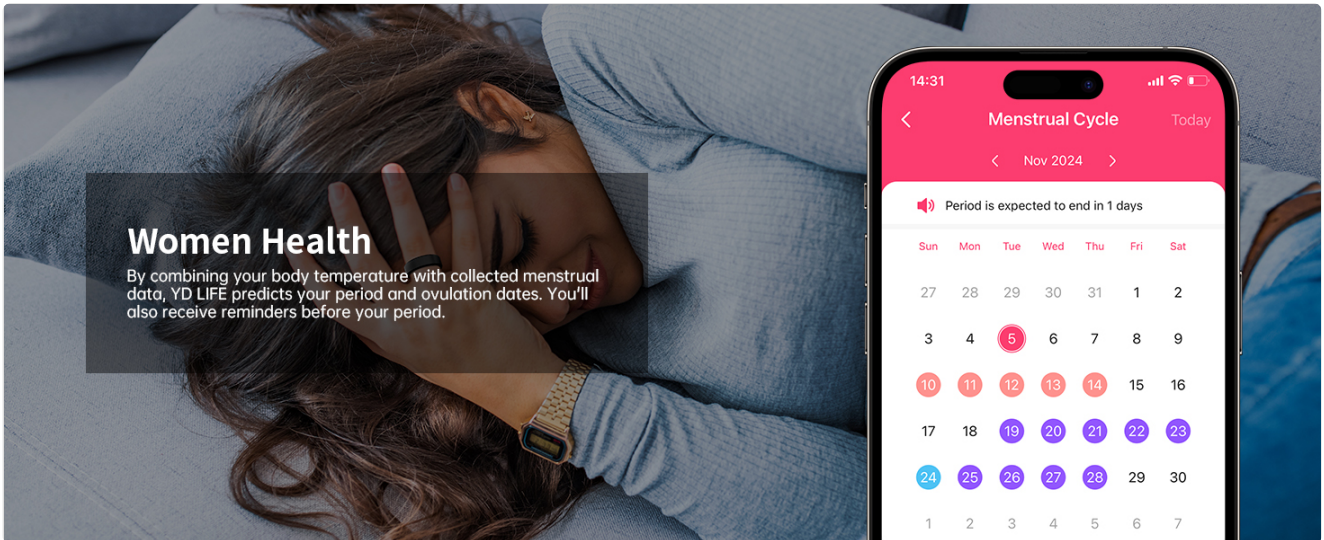 Women Health
By combining your body temperature with collected menstrual
data, YD LIFE predicts your period and ovulation dates. You'll
also receive reminders before your period.
14:31
Menstrual Cycle Today
Nov 2024
Period is expected to end in 1 days
Sun Mon Tue Wed Thu Fri Sat
27 28 29 30 31 1 2
3 4 5 6 7 8 9
10 11 12 13 14 15 16
17 18 19 20 21 22 23
24 25 26 27 28 29 30
1 2 3 4 5 6 7